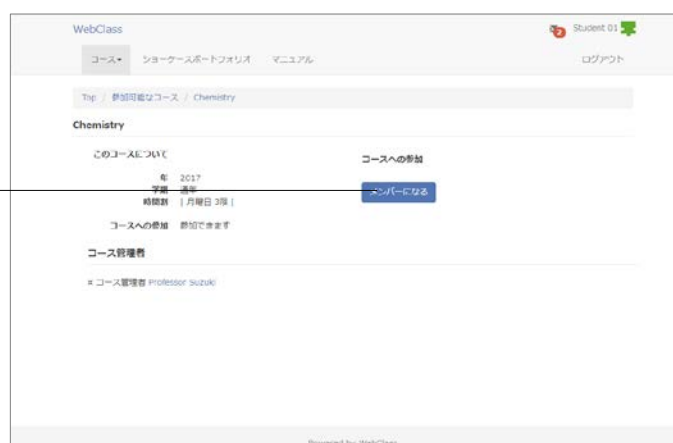 WebClass
2 Student 01
コース▾ ショーケースポートフォリオ マニュアル ログアウト
Top / 参加可能なコース / Chemistry
Chemistry
このコースについて
コースへの参加
年 2017
学期 通年
メンバーになる
時間割 [ 月曜日 3限 ]
コースへの参加 参加できます
コース管理者
コース管理者 Professor Suzuki
Powered by WebClass